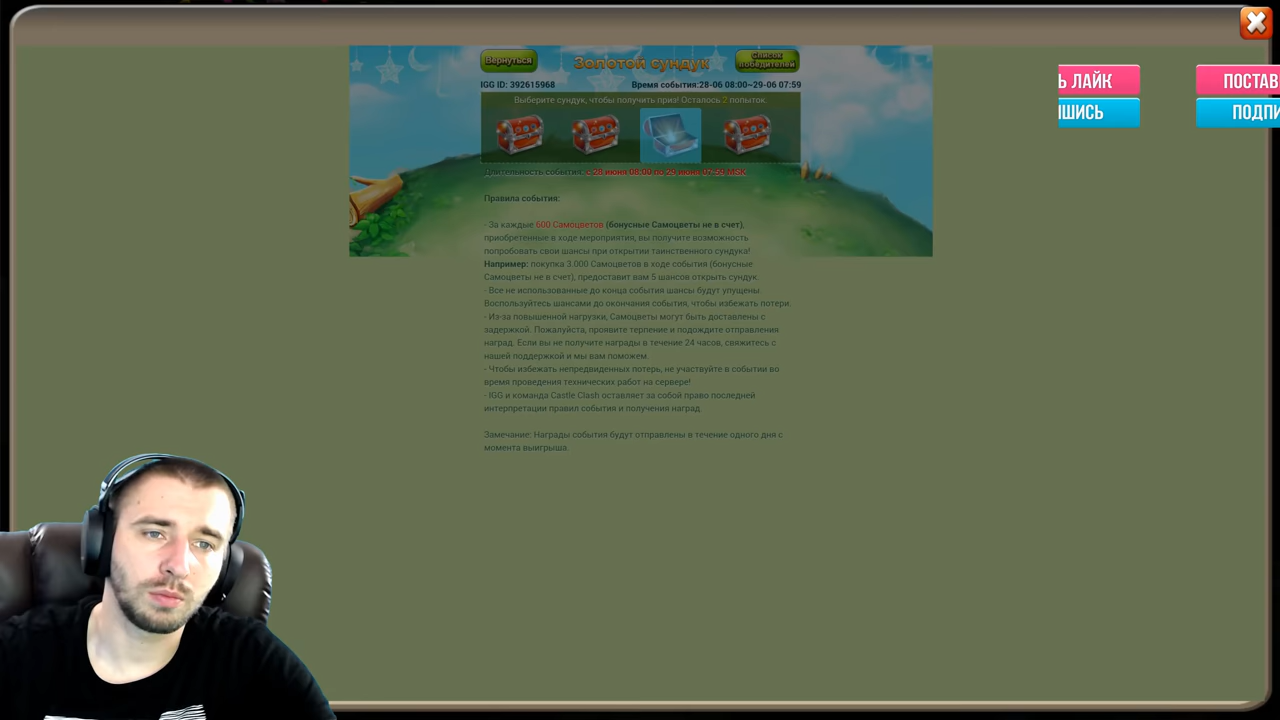 Вернуться
Золотой сундук
Список
победителей
IGG ID: 392615968
Время события:28-06 08:00~29-06 07:59
Выберите сундук, чтобы получить приз! Осталось 2 попыток.
Длительность события: с 28 июня 08:00 по 29 июня 07:59 MSK
Правила события:
- За каждые 600 Самоцветов (бонусные Самоцветы не в счет),
приобретенные в ходе мероприятия, вы получите возможность
попробовать свои шансы при открытии таинственного сундука!
Например: покупка 3.000 Самоцветов в ходе события (бонусные
Самоцветы не в счет), предоставит вам 5 шансов открыть сундук.
- Все не использованные до конца события шансы будут упущены.
Воспользуйтесь шансами до окончания события, чтобы избежать потери.
- Из-за повышенной нагрузки, Самоцветы могут быть доставлены с
задержкой. Пожалуйста, проявите терпение и подождите отправления
наград. Если вы не получите награды в течение 24 часов, свяжитесь с
нашей поддержкой и мы вам поможем.
- Чтобы избежать непредвиденных потерь, не участвуйте в событии во
время проведения технических работ на сервере!
- IGG и команда Castle Clash оставляет за собой право последней
интерпретации правил события и получения наград.
Замечание: Награды события будут отправлены в течение одного дня с
момента выигрыша.
Ь ЛАЙК
ПОСТАВ
ИШИСЬ
ПОДПИ